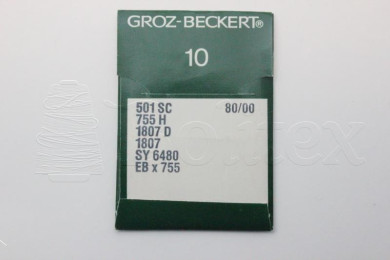 GROZ-BECKERT®
10
501 SC 80/00
755 H
1807 D
1807
SY 6480
EB x 755